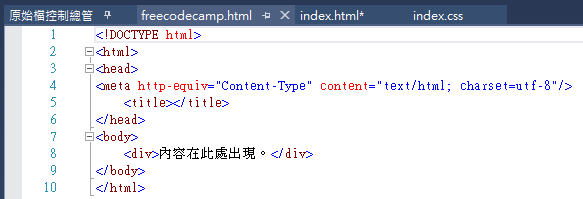 原始檔控制總管 freecodecamp.html index.html* index.css
1 <!DOCTYPE html>
2 <html>
3 <head>
4 <meta http-equiv="Content-Type" content="text/html; charset=utf-8"/>
5 <title></title>
6 </head>
7 <body>
8 <div>內容在此處出現。</div>
9 </body>
10 </html>